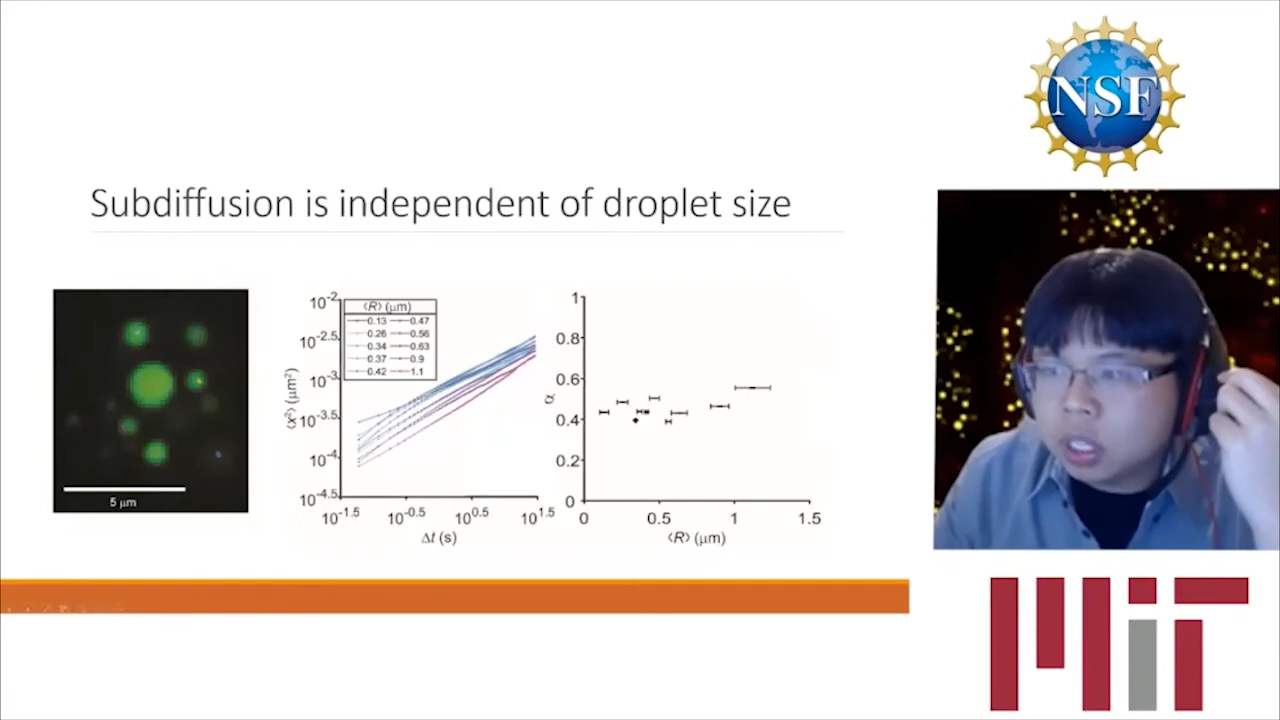 NSF
Subdiffusion is independent of droplet size
5 μm
⟨x²⟩ (μm²)
10^-2
10^-2.5
10^-3
10^-3.5
10^-4
10^-4.5
⟨R⟩ (μm)
0.13 0.47
0.26 0.56
0.34 0.63
0.37 0.9
0.42 1.1
10^-1.5 10^-0.5 10^0.5 10^1.5
Δt (s)
α
1
0.8
0.6
0.4
0.2
0
0 0.5 1 1.5
⟨R⟩ (μm)
MIT